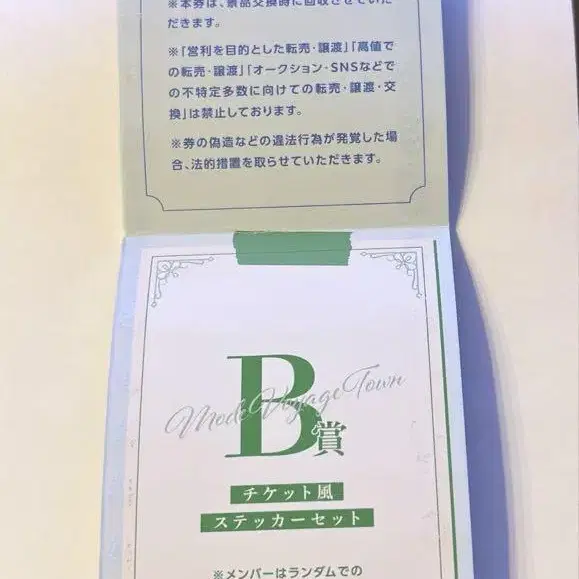 ※本券は、景品交換時に回収させていた
だきます。
※「営利を目的とした転売・譲渡」「高値で
の転売・譲渡」「オークション・SNSなどで
の不特定多数に向けての転売・譲渡・交
換」は禁止しております。
※券の偽造などの違法行為が発覚した場
合、法的措置を取らせていただきます。
Mode Voyage Town
B賞
チケット風
ステッカーセット
※メンバーはランダムでの